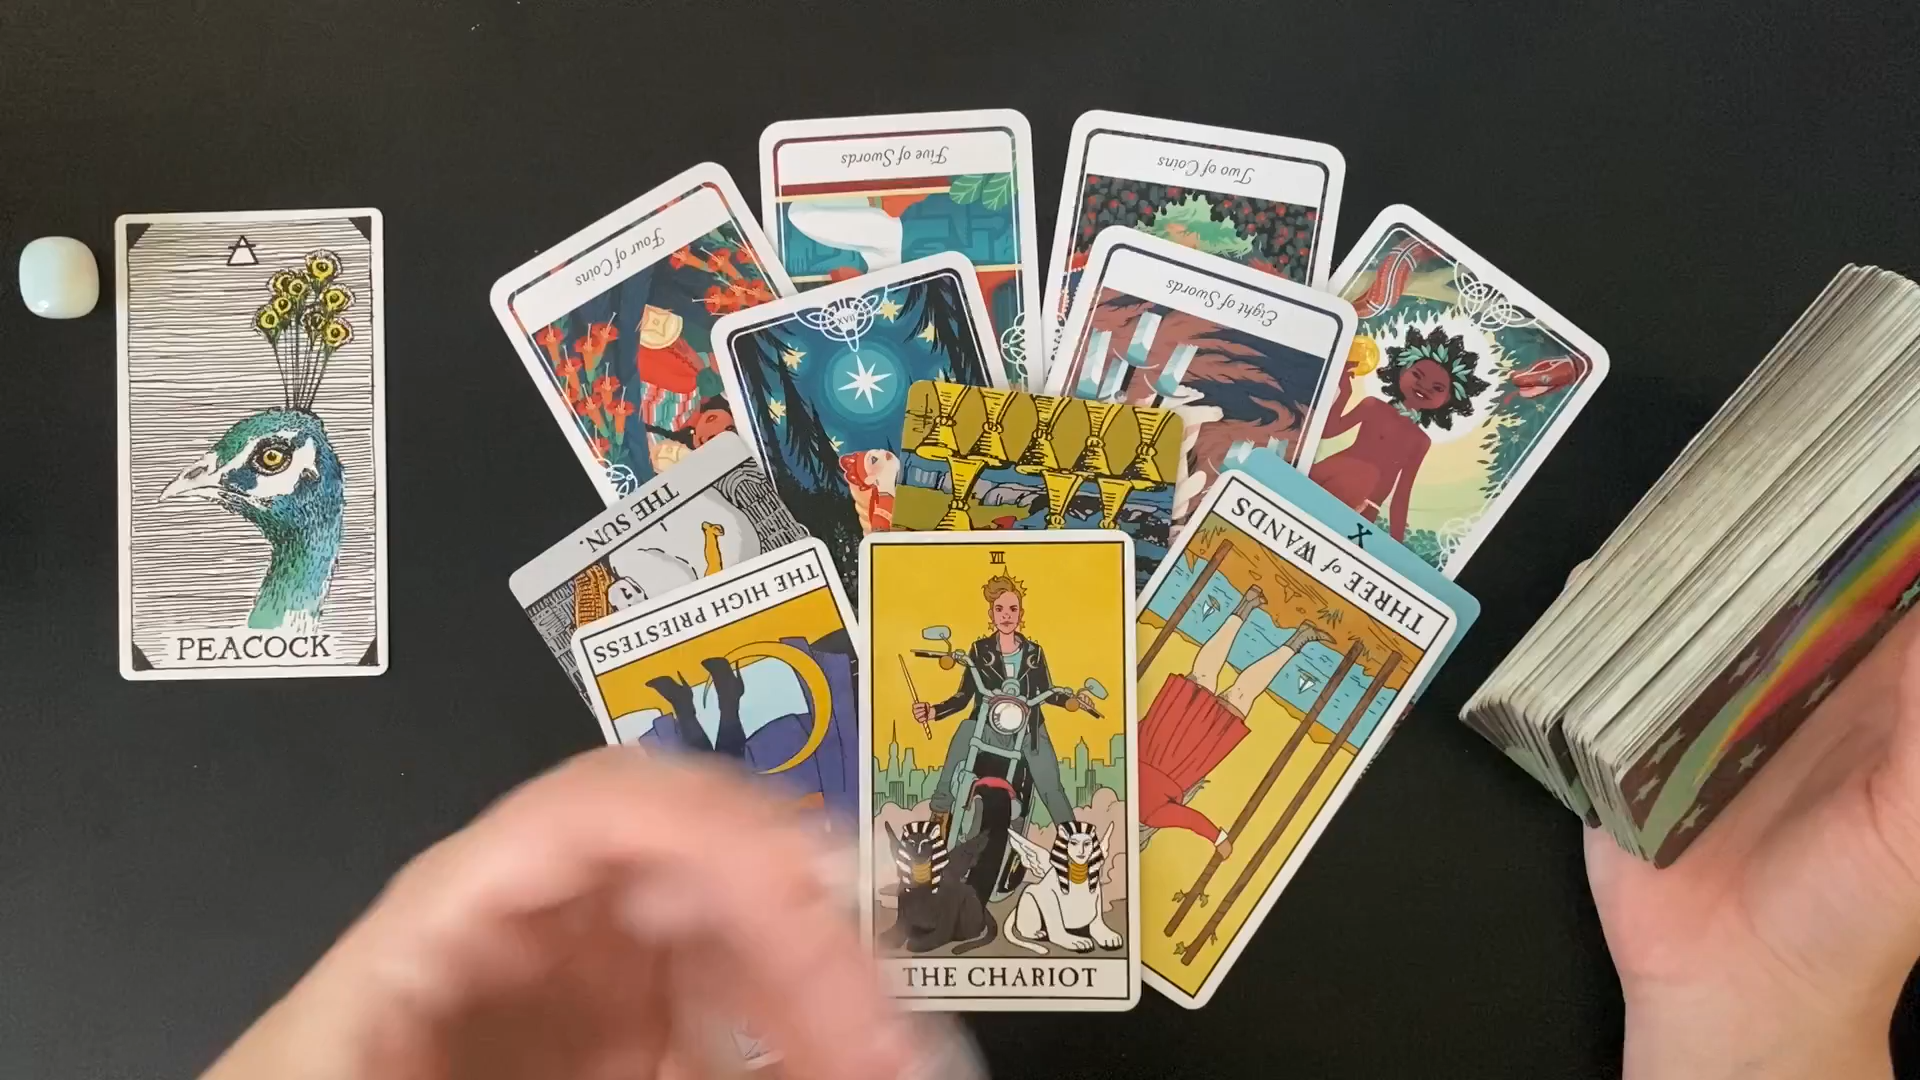 Five of Swords
Two of Coins
Four of Coins
Eight of Swords
XVII
THE SUN.
THE HIGH PRIESTESS
X
THREE of WANDS
VII
THE CHARIOT
PEACOCK